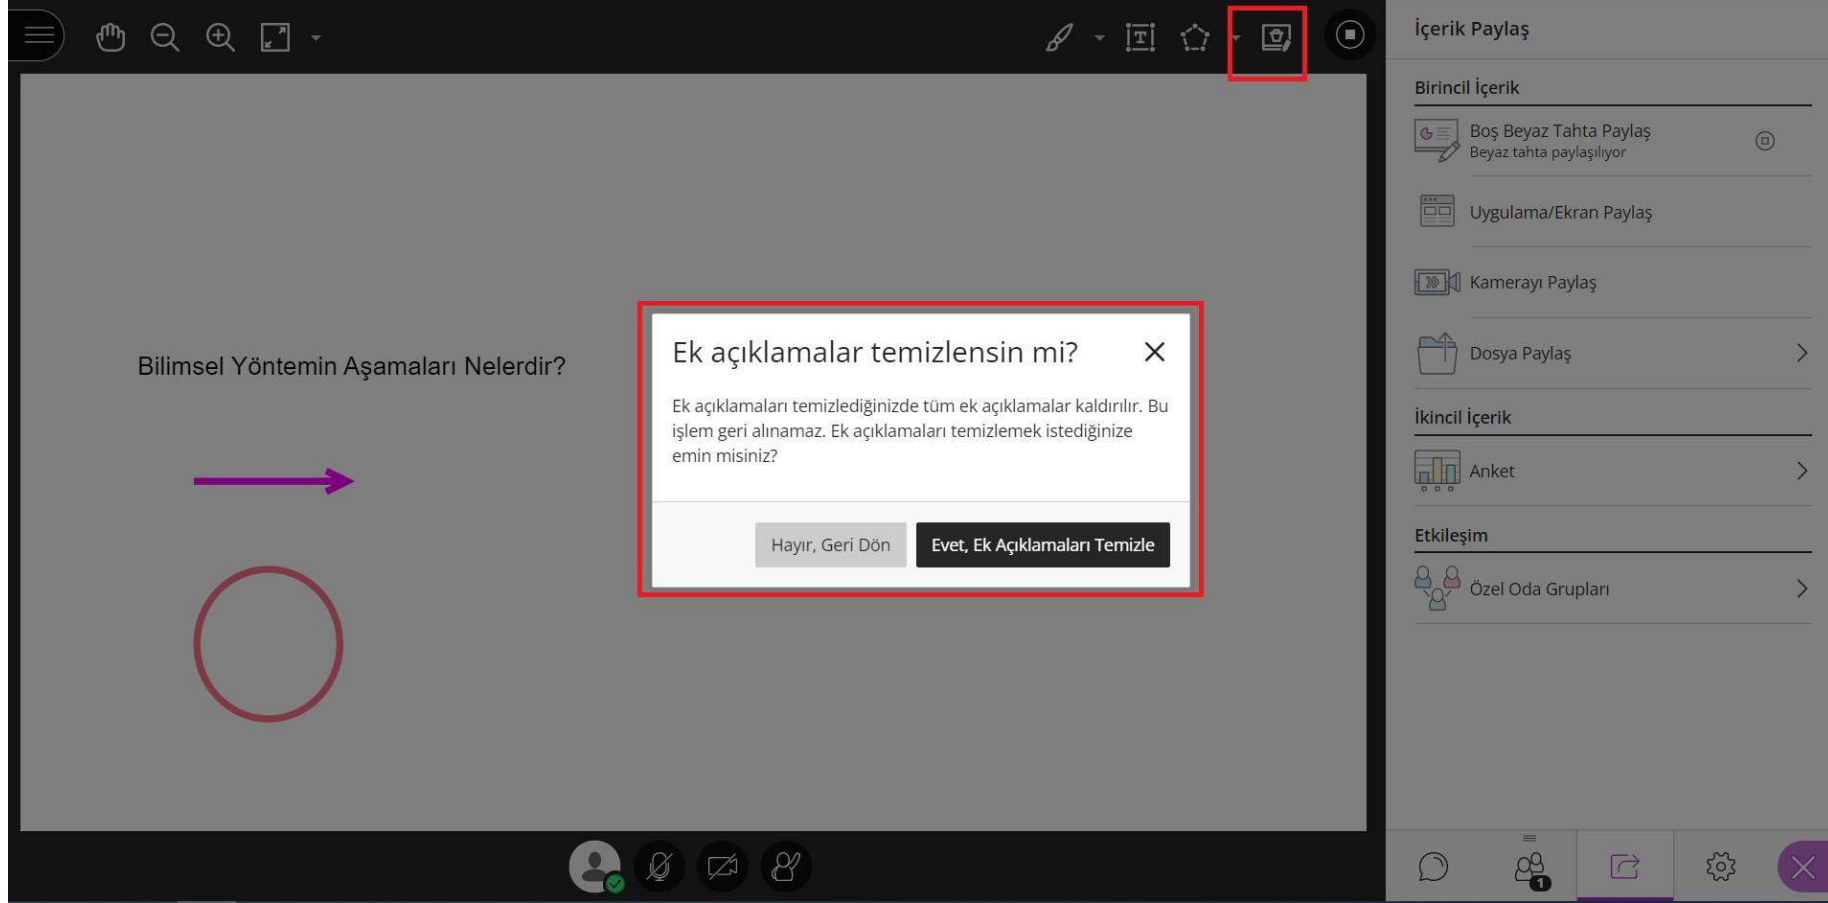 İçerik Paylaş
Birincil İçerik
Boş Beyaz Tahta Paylaş
Beyaz tahta paylaşılıyor
Uygulama/Ekran Paylaş
Kamerayı Paylaş
Dosya Paylaş
İkincil İçerik
Anket
Etkileşim
Özel Oda Grupları
1
T
Bilimsel Yöntemin Aşamaları Nelerdir?
Ek açıklamalar temizlensin mi?
Ek açıklamaları temizlediğinizde tüm ek açıklamalar kaldırılır. Bu
işlem geri alınamaz. Ek açıklamaları temizlemek istediğinize
emin misiniz?
Hayır, Geri Dön
Evet, Ek Açıklamaları Temizle